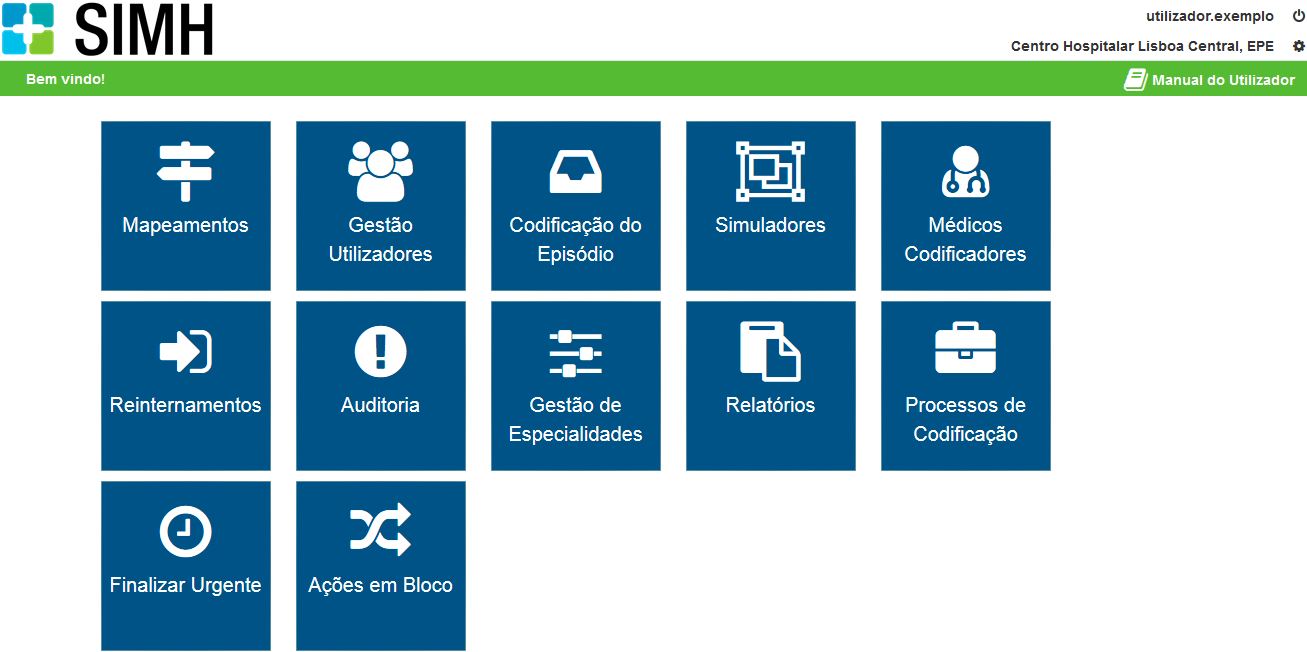 SIMH
utilizador.exemplo
Centro Hospitalar Lisboa Central, EPE
Bem vindo!
Manual do Utilizador
Mapeamentos
Gestão
Utilizadores
Codificação do
Episódio
Simuladores
Médicos
Codificadores
Reinternamentos
Auditoria
Gestão de
Especialidades
Relatórios
Processos de
Codificação
Finalizar Urgente
Ações em Bloco